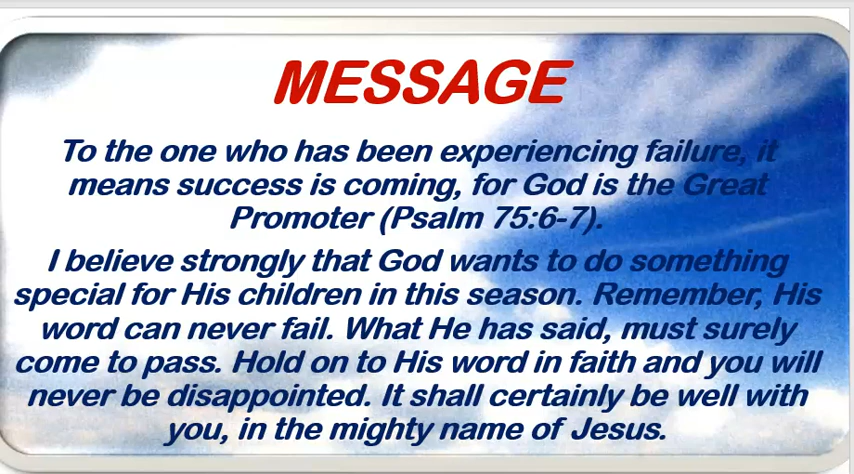 MESSAGE
To the one who has been experiencing failure, it
means success is coming, for God is the Great
Promoter (Psalm 75:6-7).
I believe strongly that God wants to do something
special for His children in this season. Remember, His
word can never fail. What He has said, must surely
come to pass. Hold on to His word in faith and you will
never be disappointed. It shall certainly be well with
you, in the mighty name of Jesus.